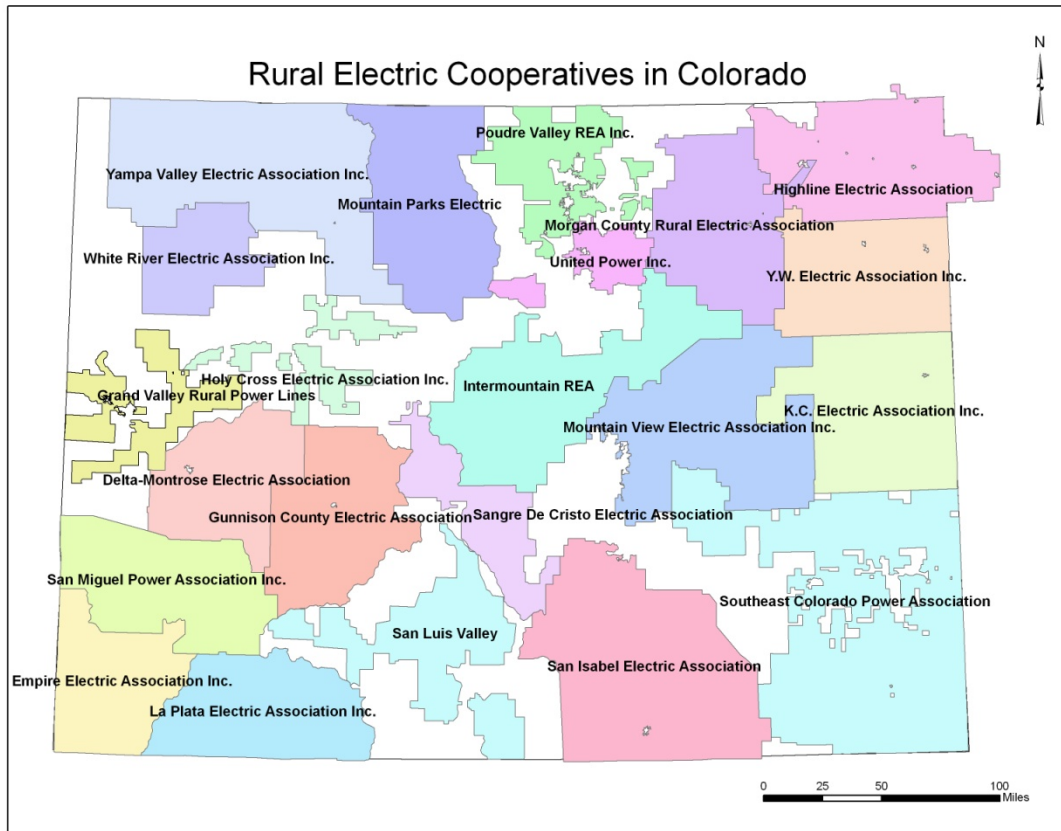 N
Rural Electric Cooperatives in Colorado
Poudre Valley REA Inc.
Yampa Valley Electric Association Inc.
Highline Electric Association
Mountain Parks Electric
Morgan County Rural Electric Association
White River Electric Association Inc.
United Power Inc.
Y.W. Electric Association Inc.
Holy Cross Electric Association Inc.
Intermountain REA
Grand Valley Rural Power Lines
K.C. Electric Association Inc.
Mountain View Electric Association Inc.
Delta-Montrose Electric Association
Gunnison County Electric Association
Sangre De Cristo Electric Association
San Miguel Power Association Inc.
Southeast Colorado Power Association
San Luis Valley
San Isabel Electric Association
Empire Electric Association Inc.
La Plata Electric Association Inc.
0 25 50 100
Miles